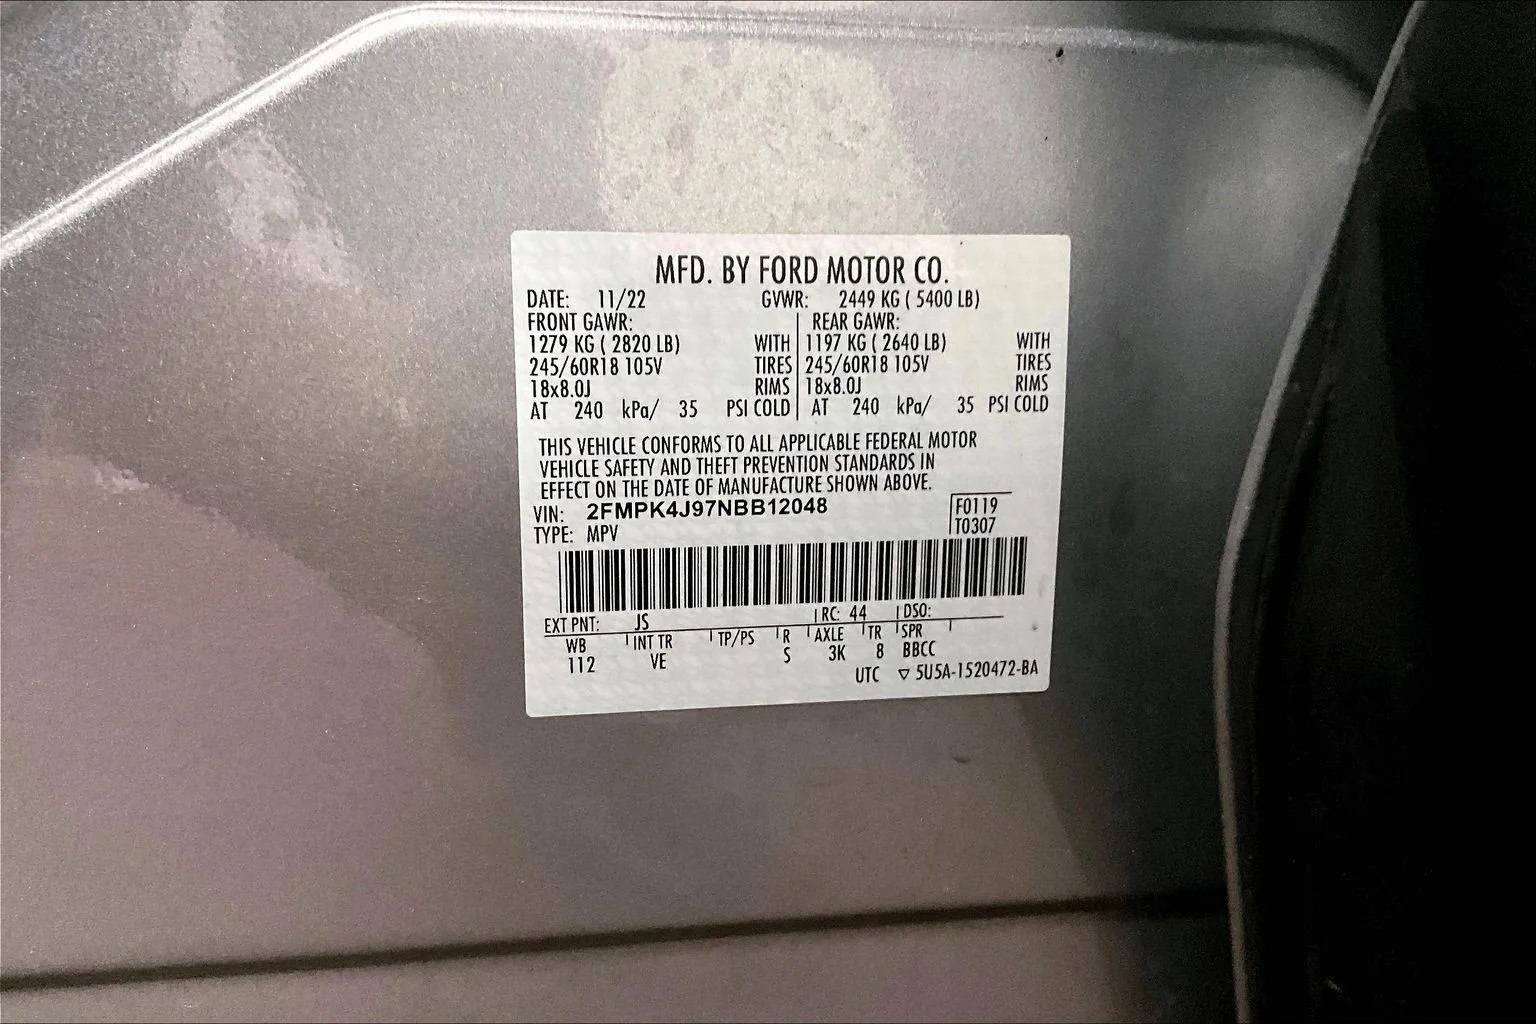 MFD. BY FORD MOTOR CO.
DATE: 11/22 GVWR: 2449 KG ( 5400 LB)
FRONT GAWR: REAR GAWR:
1279 KG ( 2820 LB) WITH 1197 KG ( 2640 LB) WITH
245/60R18 105V TIRES 245/60R18 105V TIRES
18x8.0J RIMS 18x8.0J RIMS
AT 240 kPa/ 35 PSI COLD AT 240 kPa/ 35 PSI COLD
THIS VEHICLE CONFORMS TO ALL APPLICABLE FEDERAL MOTOR
VEHICLE SAFETY AND THEFT PREVENTION STANDARDS IN
EFFECT ON THE DATE OF MANUFACTURE SHOWN ABOVE.
VIN: 2FMPK4J97NBB12048 F0119
TYPE: MPV T0307
EXT PNT: JS RC: 44 DSO:
WB INT TR TP/PS R AXLE TR SPR
112 VE S 3K 8 BBCC
UTC ▽ 5U5A-1520472-BA